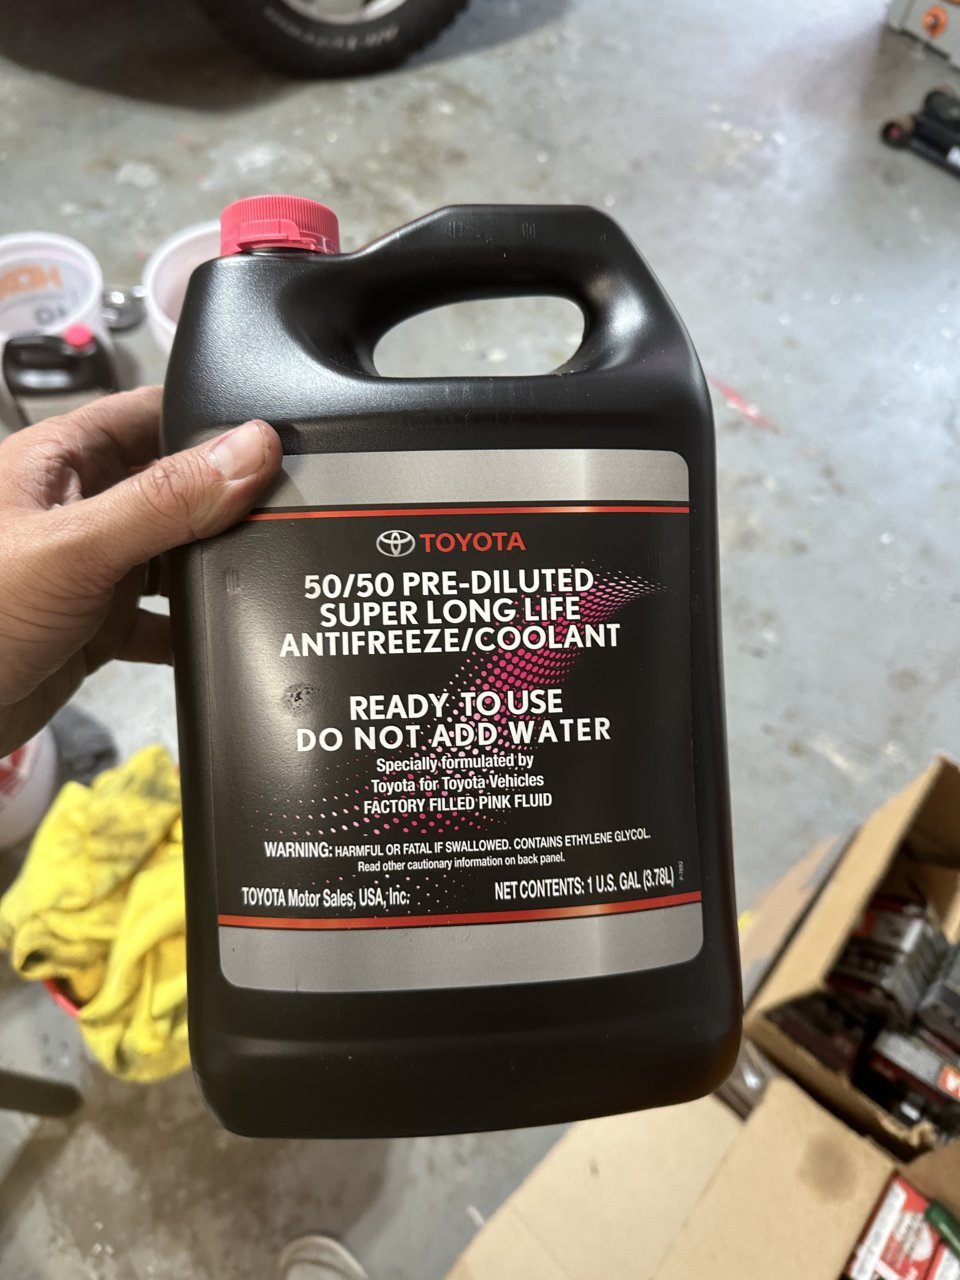 TOYOTA
50/50 PRE-DILUTED
SUPER LONG LIFE
ANTIFREEZE/COOLANT
READY TO USE
DO NOT ADD WATER
Specially formulated by
Toyota for Toyota Vehicles
FACTORY FILLED PINK FLUID
WARNING: HARMFUL OR FATAL IF SWALLOWED. CONTAINS ETHYLENE GLYCOL.
Read other cautionary information on back panel.
TOYOTA Motor Sales, USA, Inc.
NET CONTENTS: 1 U.S. GAL (3.78L)